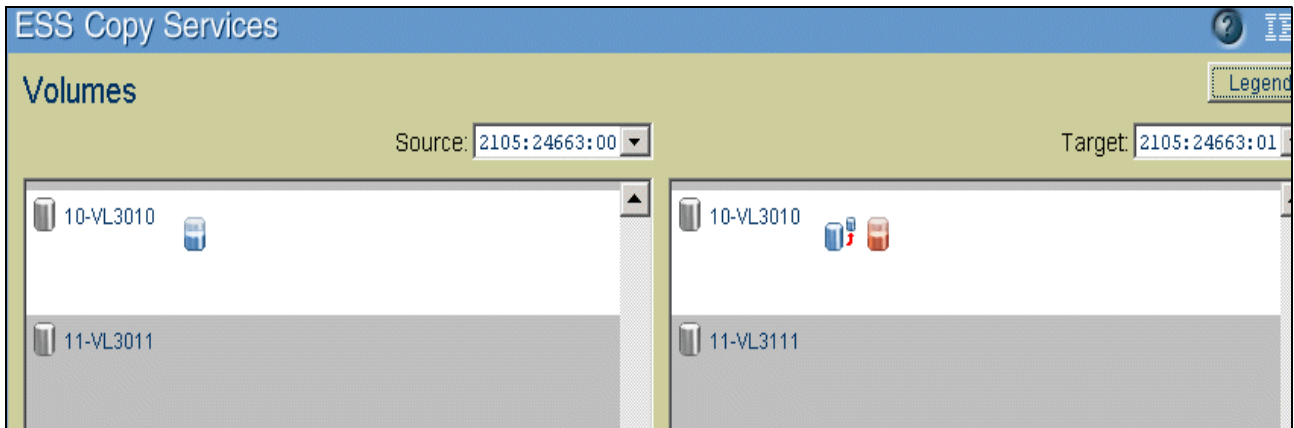 ESS Copy Services
?
Volumes
Legend
Source: 2105:24663:00
Target: 2105:24663:01
10-VL3010
10-VL3010
11-VL3011
11-VL3111